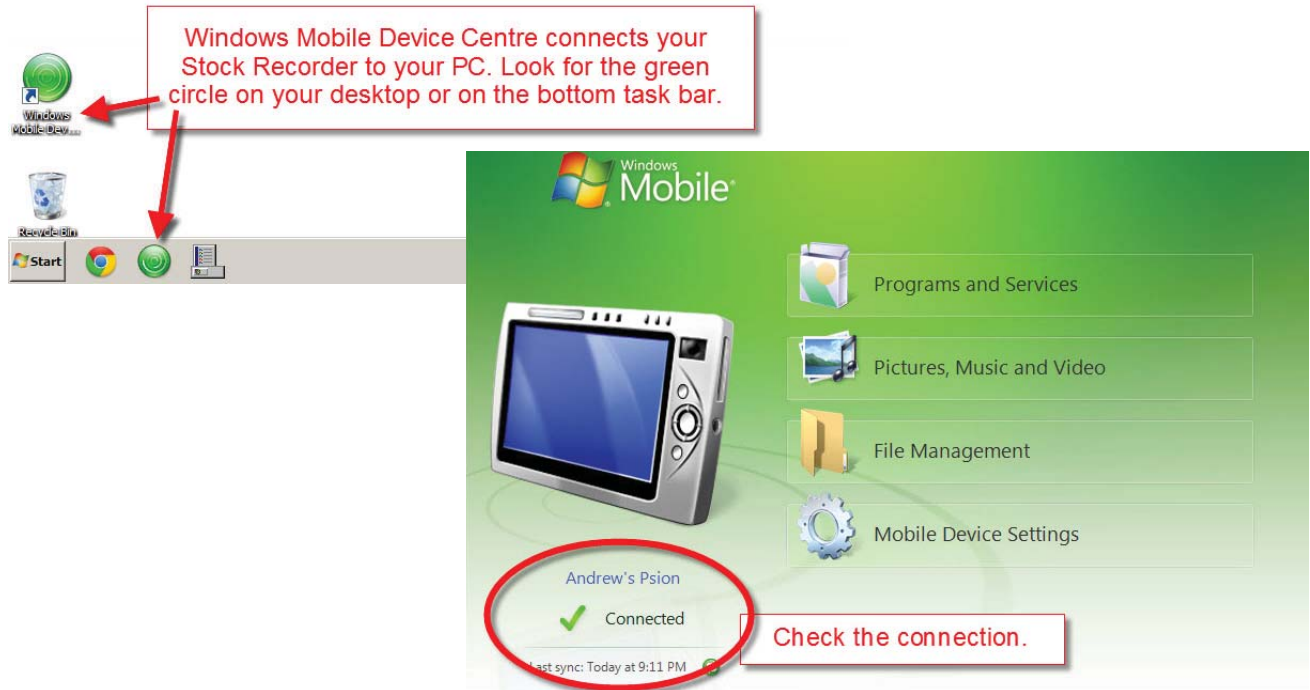 Windows Mobile Device Centre connects your
Stock Recorder to your PC. Look for the green
circle on your desktop or on the bottom task bar.
Windows
Mobile Dev...
Recycle Bin
Start
Windows
Mobile®
Programs and Services
Pictures, Music and Video
File Management
Mobile Device Settings
Andrew's Psion
Connected
Last sync: Today at 9:11 PM
Check the connection.